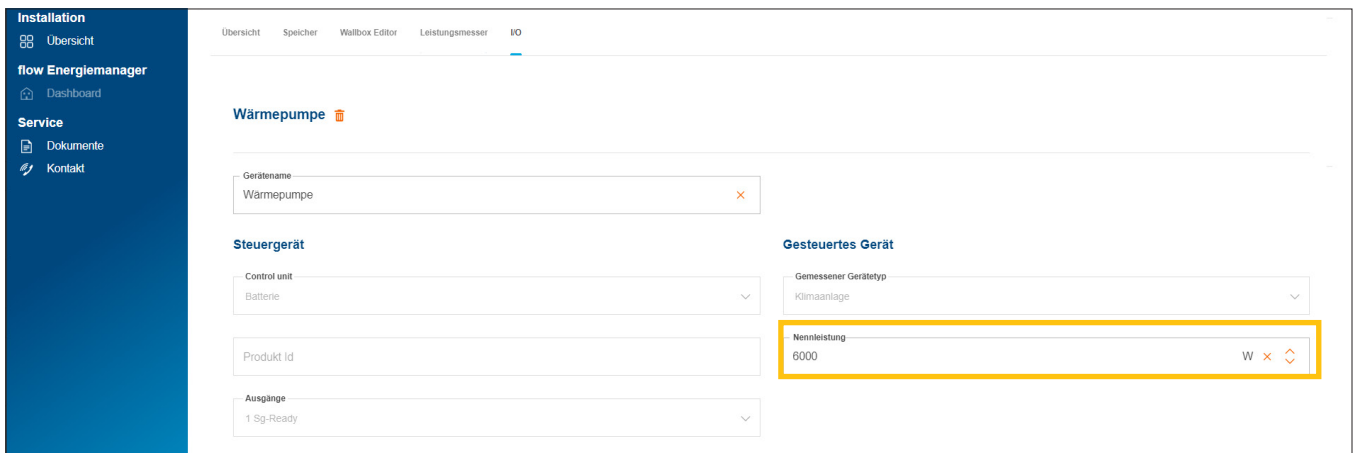 Installation
Übersicht
flow Energiemanager
Dashboard
Service
Dokumente
Kontakt
Übersicht Speicher Wallbox Editor Leistungsmesser I/O
Wärmepumpe
Gerätename
Wärmepumpe
Steuergerät
Control unit
Batterie
Produkt Id
Ausgänge
1 Sg-Ready
Gesteuertes Gerät
Gemessener Gerätetyp
Klimaanlage
Nennleistung
6000 W